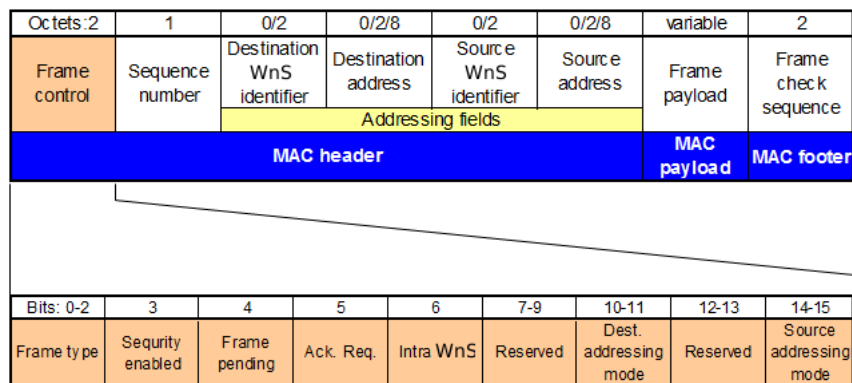 Octets:2 1 0/2 0/2/8 0/2 0/2/8 variable 2
Frame control
Sequence number
Destination WnS identifier
Destination address
Source WnS identifier
Source address
Frame payload
Frame check sequence
Addressing fields
MAC header
MAC payload
MAC footer
Bits: 0-2 3 4 5 6 7-9 10-11 12-13 14-15
Frame type
Sequrity enabled
Frame pending
Ack. Req.
Intra WnS
Reserved
Dest. addressing mode
Reserved
Source addressing mode